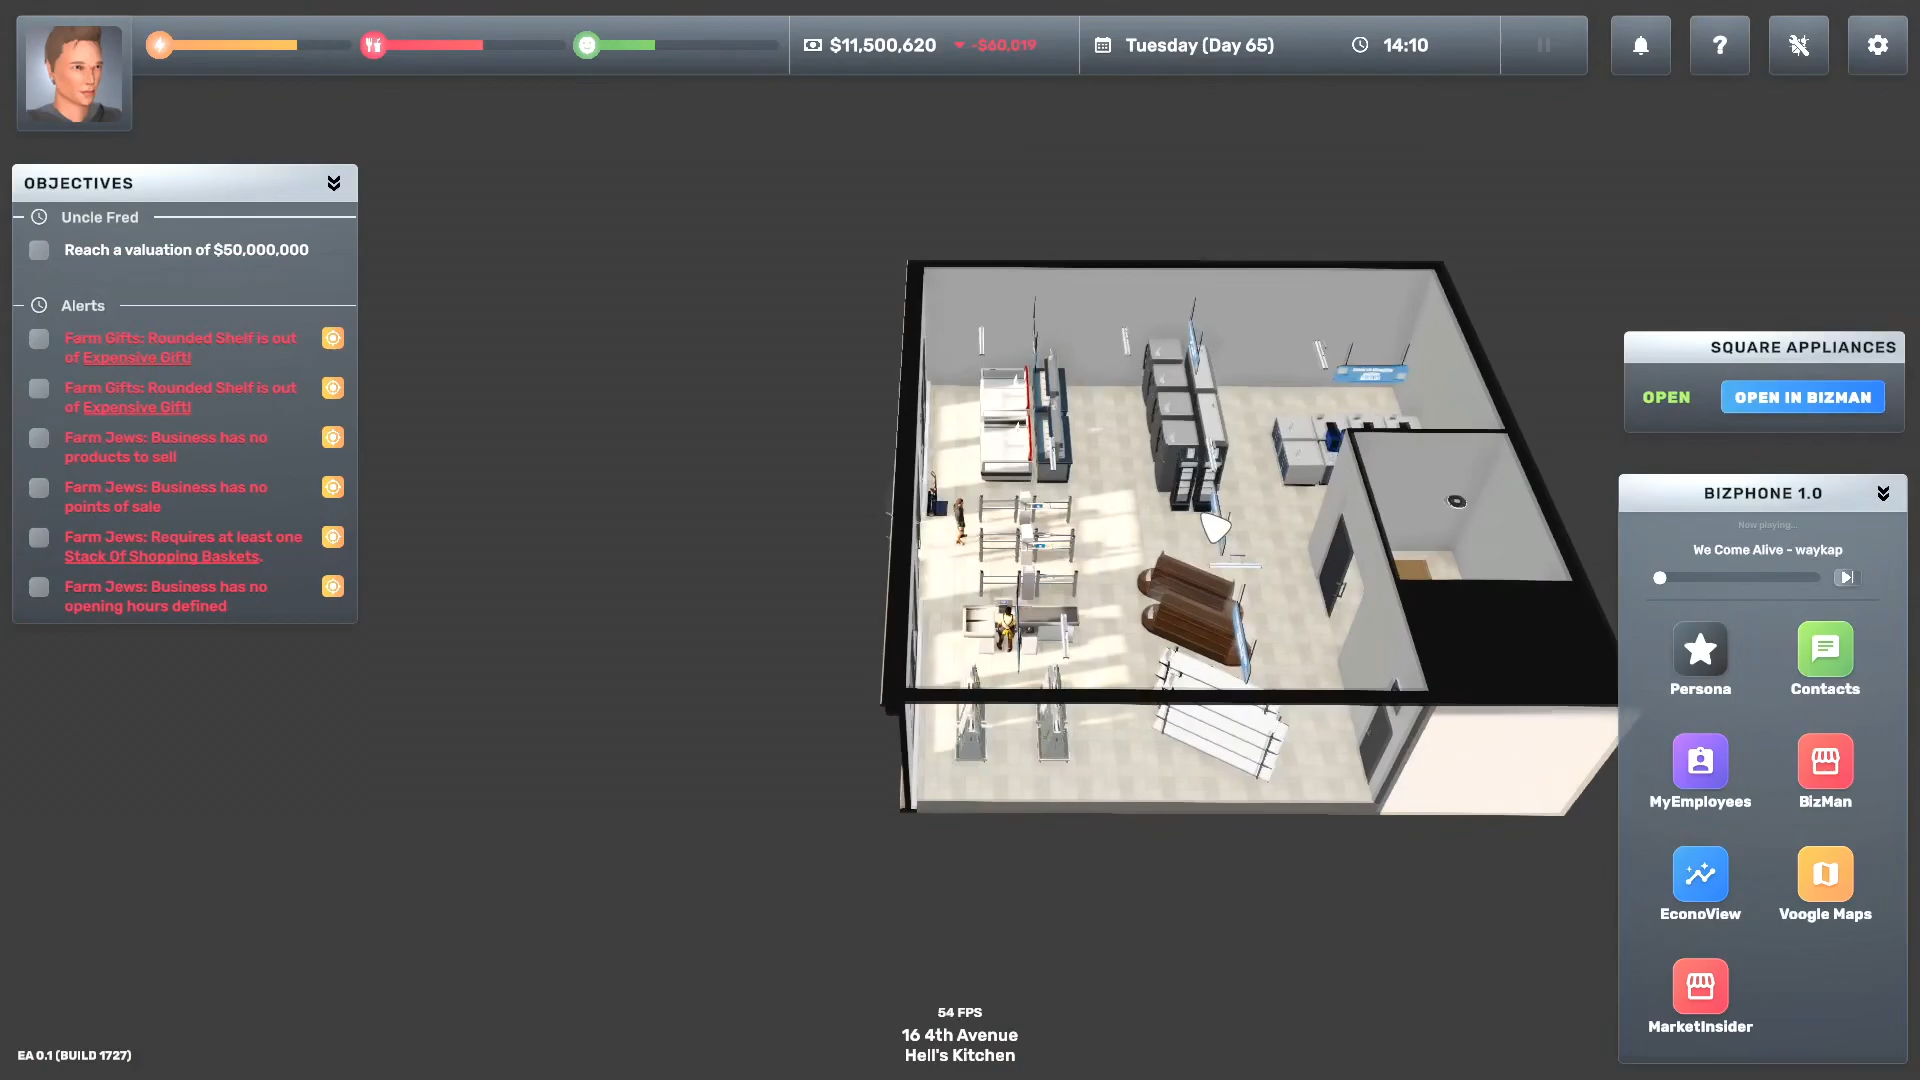 $11,500,620
-$60,019
Tuesday (Day 65)
14:10
?
OBJECTIVES
Uncle Fred
Reach a valuation of $50,000,000
Alerts
Farm Gifts: Rounded Shelf is out
of Expensive Gift!
Farm Gifts: Rounded Shelf is out
of Expensive Gift!
Farm Jews: Business has no
products to sell
Farm Jews: Business has no
points of sale
Farm Jews: Requires at least one
Stack Of Shopping Baskets.
Farm Jews: Business has no
opening hours defined
SQUARE APPLIANCES
OPEN
OPEN IN BIZMAN
BIZPHONE 1.0
Now playing...
We Come Alive - waykap
Persona
Contacts
MyEmployees
BizMan
EconoView
Voogle Maps
MarketInsider
54 FPS
16 4th Avenue
Hell's Kitchen
EA 0.1 (BUILD 1727)